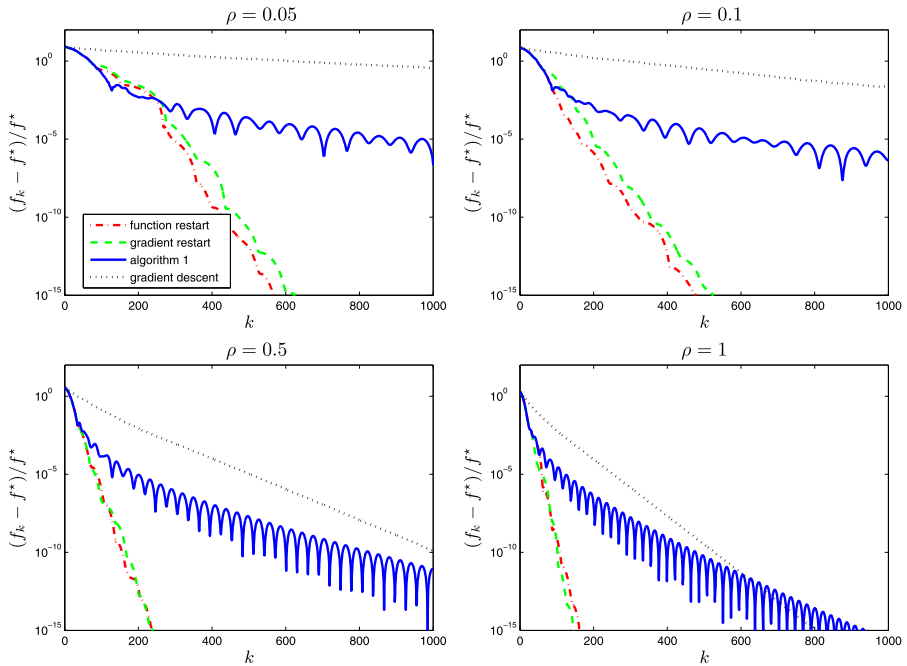 ρ = 0.05
(f_k − f⋆)/f⋆
10^0
10^−5
10^−10
10^−15
function restart
gradient restart
algorithm 1
gradient descent
0 200 400 600 800 1000
k
ρ = 0.1
(f_k − f⋆)/f⋆
10^0
10^−5
10^−10
10^−15
0 200 400 600 800 1000
k
ρ = 0.5
(f_k − f⋆)/f⋆
10^0
10^−5
10^−10
10^−15
0 200 400 600 800 1000
k
ρ = 1
(f_k − f⋆)/f⋆
10^0
10^−5
10^−10
10^−15
0 200 400 600 800 1000
k